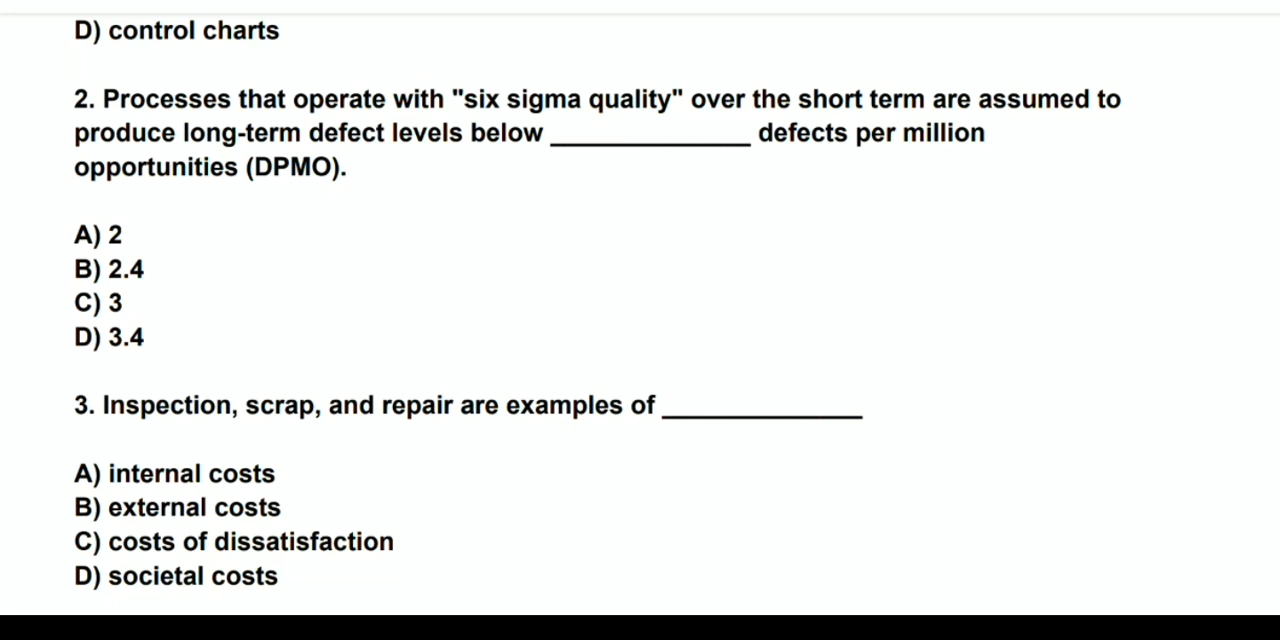 D) control charts
2. Processes that operate with "six sigma quality" over the short term are assumed to
produce long-term defect levels below ______________ defects per million
opportunities (DPMO).
A) 2
B) 2.4
C) 3
D) 3.4
3. Inspection, scrap, and repair are examples of ______________
A) internal costs
B) external costs
C) costs of dissatisfaction
D) societal costs